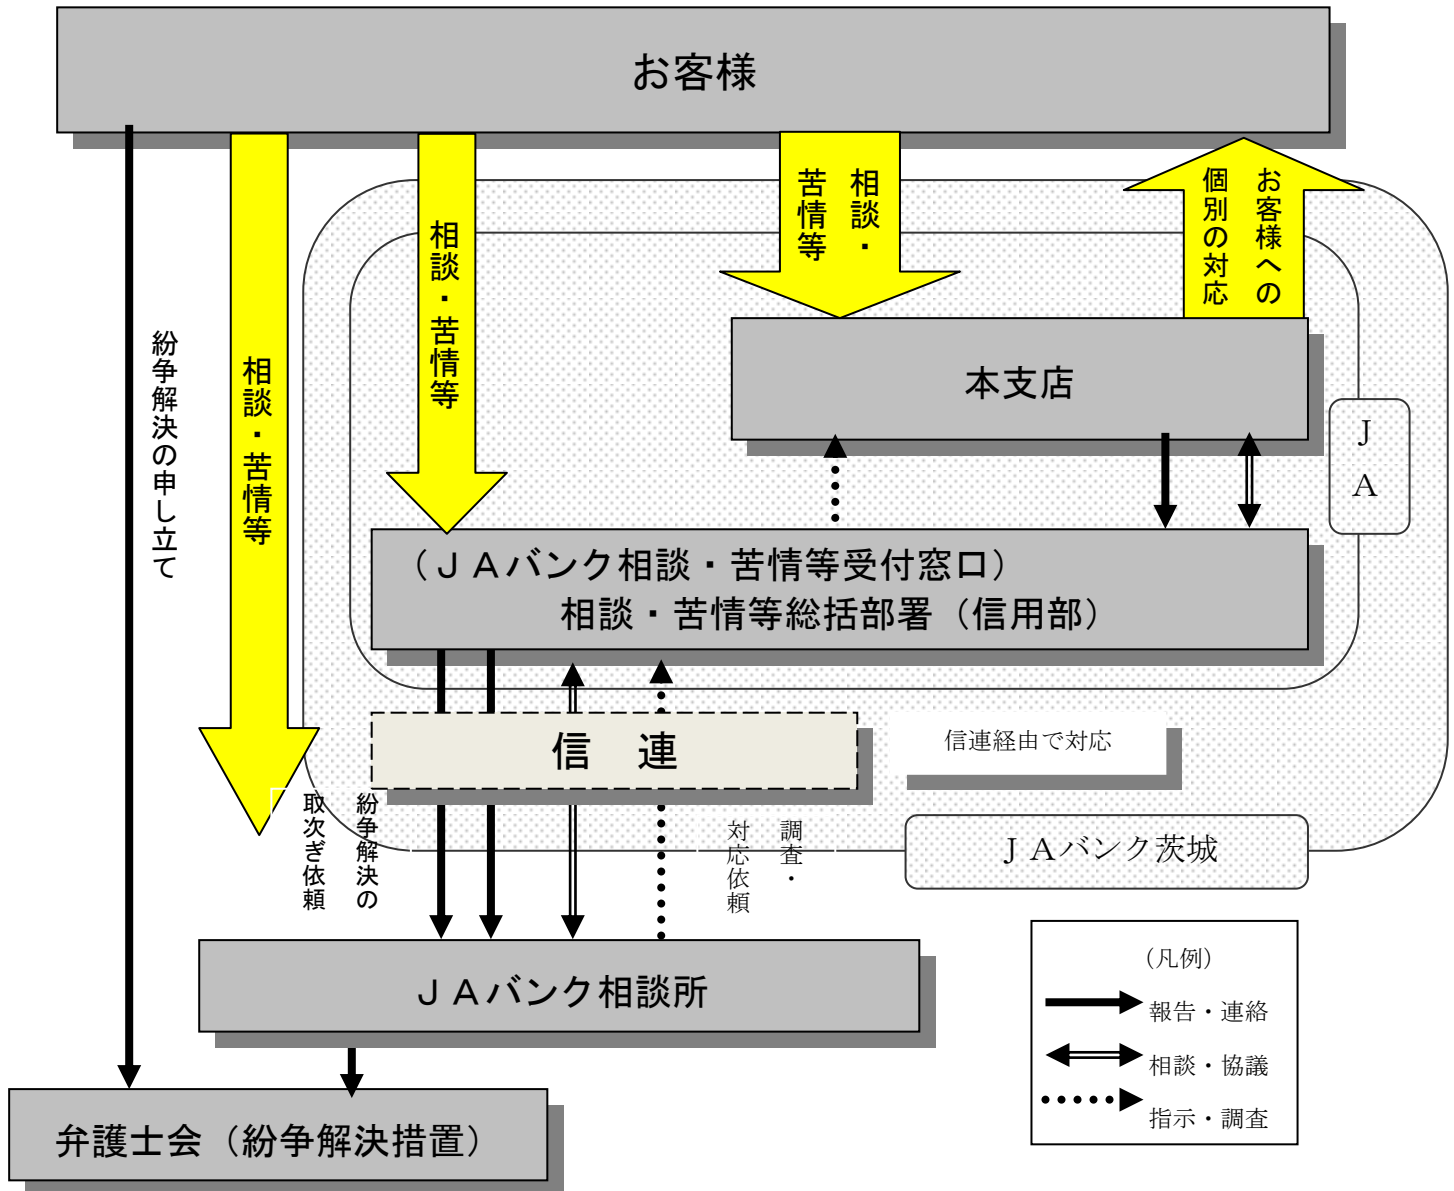 お客様
紛争解決の申し立て
相談・苦情等
相談・苦情等
相談・
苦情等
お客様への
個別の対応
本支店
ＪＡ
（ＪＡバンク相談・苦情等受付窓口）
相談・苦情等総括部署（信用部）
信　連
信連経由で対応
紛争解決の
取次ぎ依頼
調査・
対応依頼
ＪＡバンク茨城
ＪＡバンク相談所
弁護士会（紛争解決措置）
（凡例）
報告・連絡
相談・協議
指示・調査